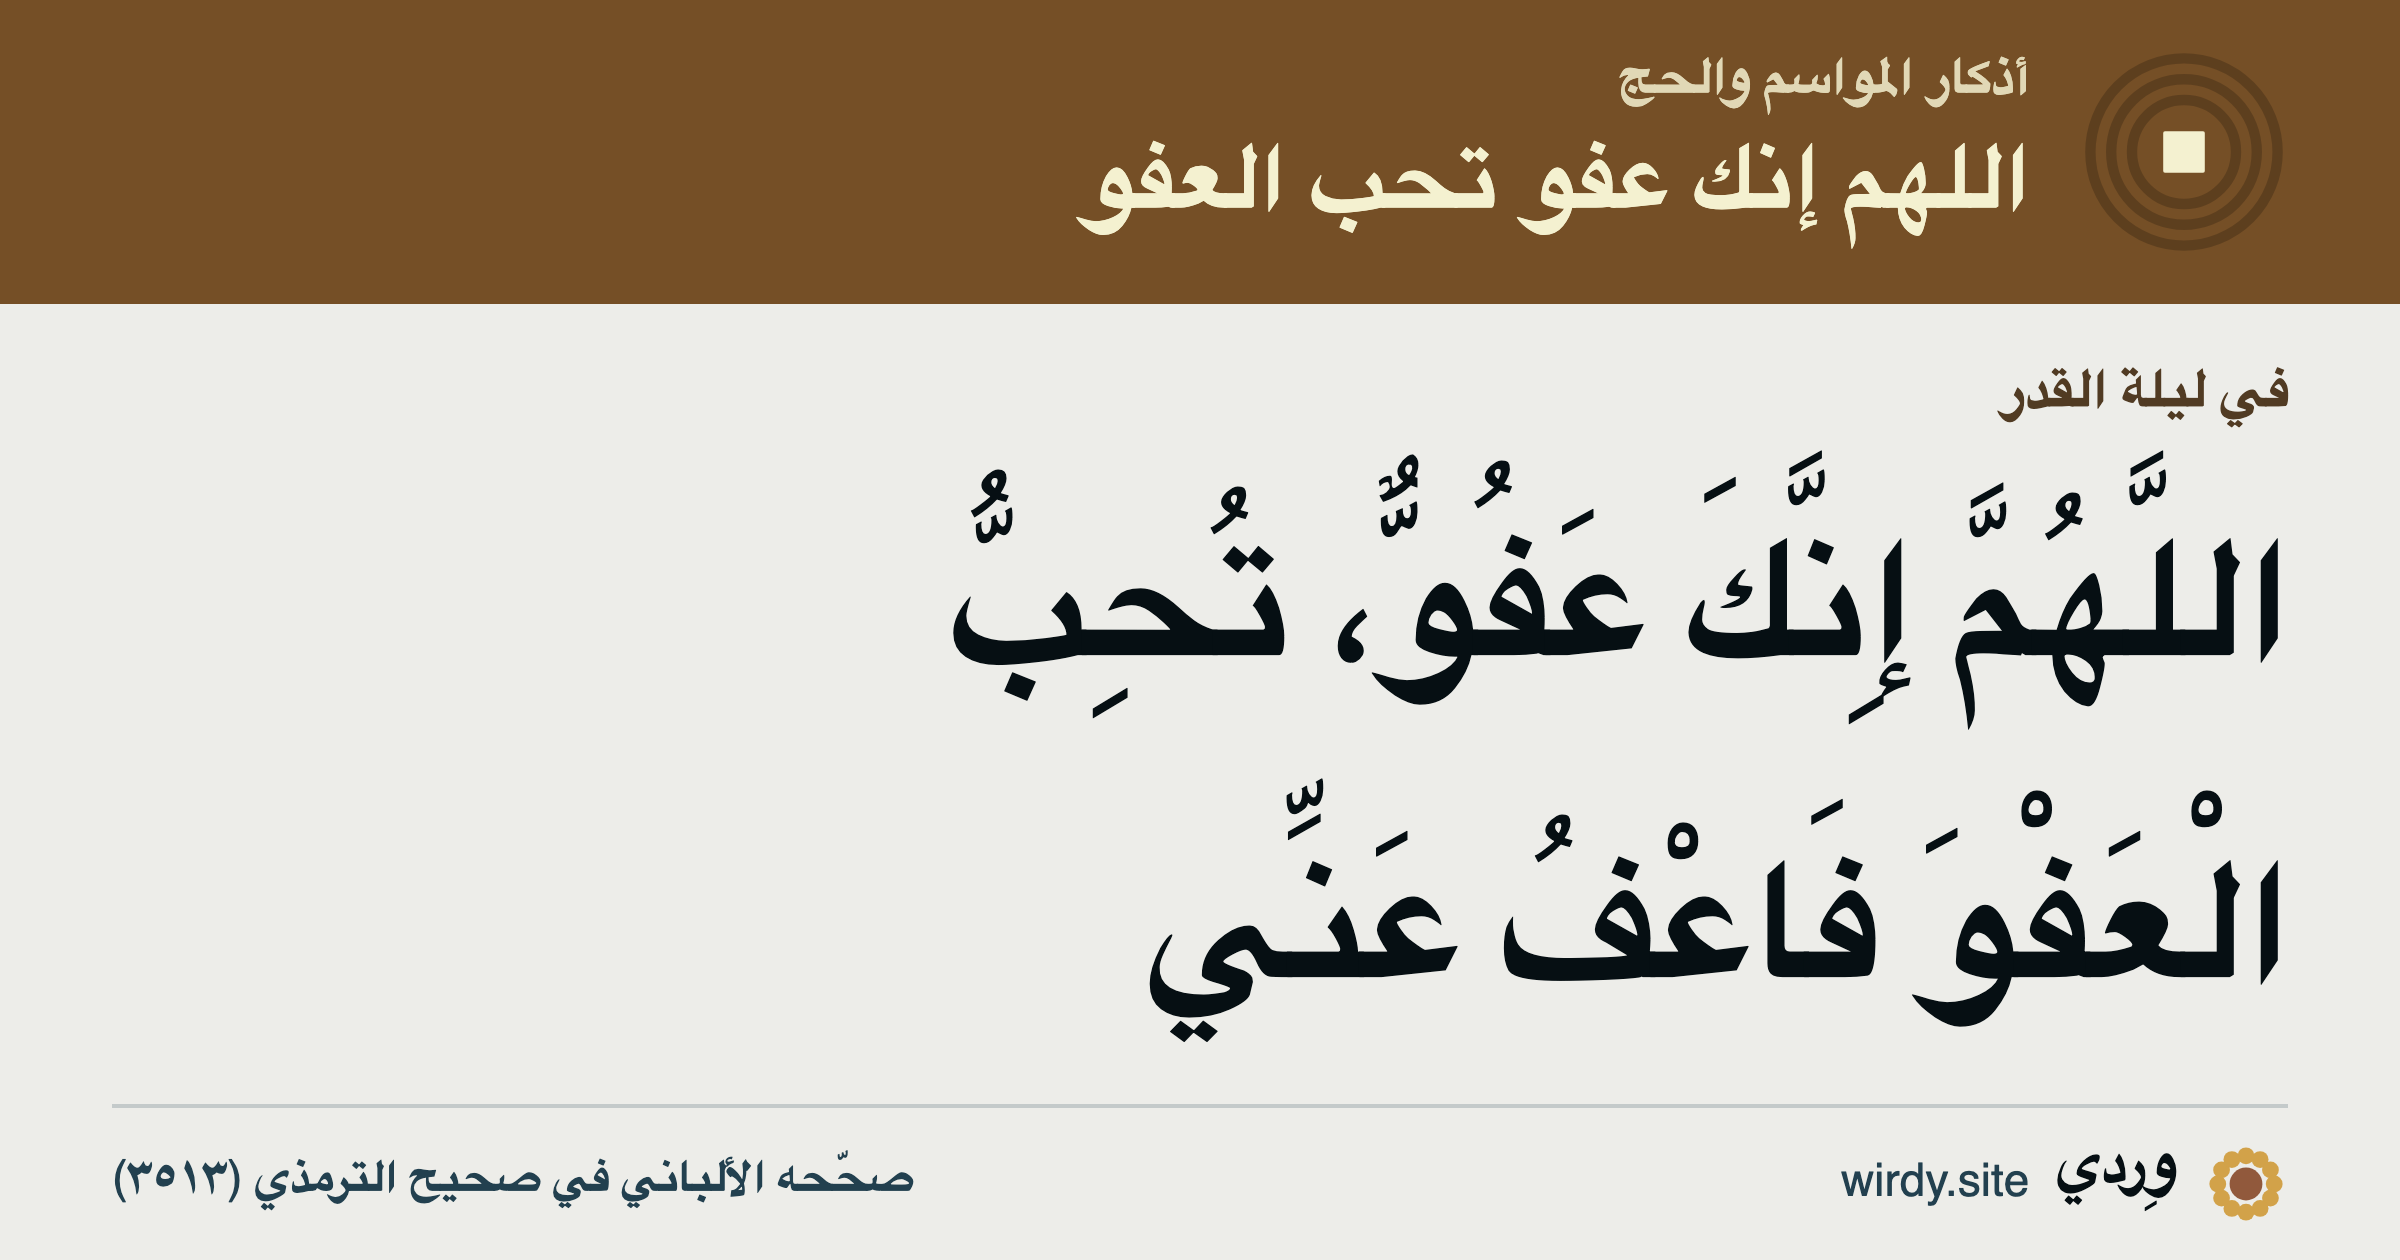 أذكار المواسم والحج
اللهم إنك عفو تحب العفو
في ليلة القدر
اللَّهُمَّ إِنَّكَ عَفُوٌّ، تُحِبُّ
الْعَفْوَ فَاعْفُ عَنِّي
وِردي wirdy.site
صحّحه الألباني في صحيح الترمذي (٣٥١٣)